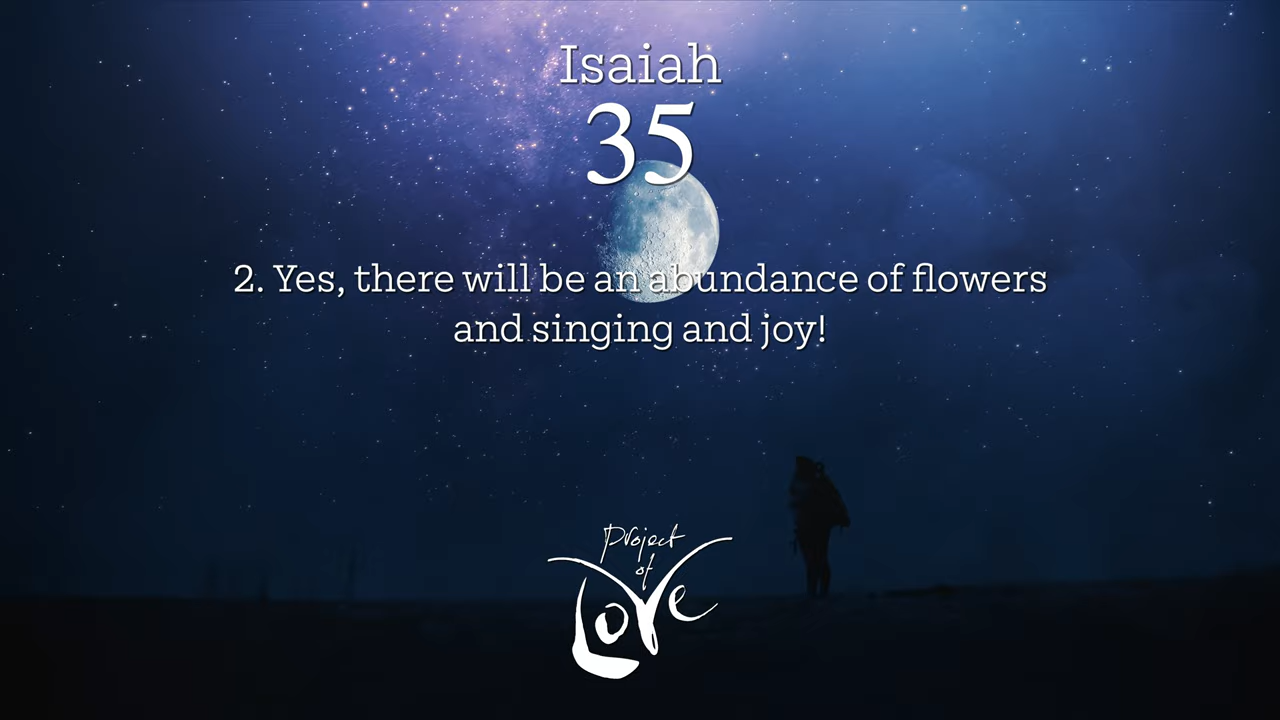 Isaiah
35
2. Yes, there will be an abundance of flowers
and singing and joy!
Project
of
Love